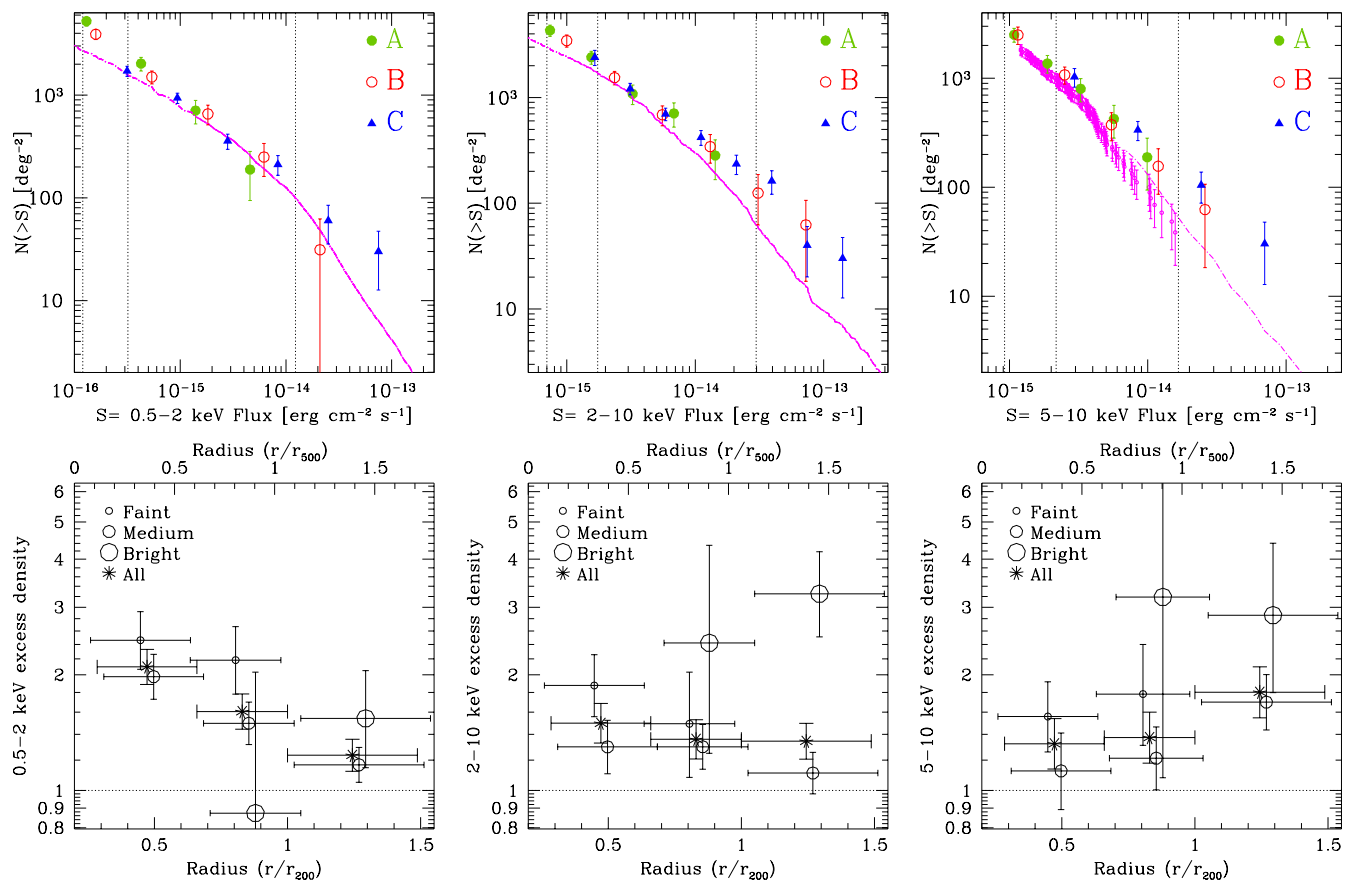 N(>S) [deg⁻²]
10³
100
10
A
B
C
10⁻¹⁶ 10⁻¹⁵ 10⁻¹⁴ 10⁻¹³
S= 0.5−2 keV Flux [erg cm⁻² s⁻¹]
N(>S) [deg⁻²]
10³
100
10
A
B
C
10⁻¹⁵ 10⁻¹⁴ 10⁻¹³
S= 2−10 keV Flux [erg cm⁻² s⁻¹]
N(>S) [deg⁻²]
10³
100
10
A
B
C
10⁻¹⁵ 10⁻¹⁴ 10⁻¹³
S= 5−10 keV Flux [erg cm⁻² s⁻¹]
Radius (r/r₅₀₀)
0 0.5 1 1.5
0.5−2 keV excess density
6
5
4
3
2
1
0.9
0.8
Faint
Medium
Bright
All
0.5 1 1.5
Radius (r/r₂₀₀)
Radius (r/r₅₀₀)
0 0.5 1 1.5
2−10 keV excess density
6
5
4
3
2
1
0.9
0.8
Faint
Medium
Bright
All
0.5 1 1.5
Radius (r/r₂₀₀)
Radius (r/r₅₀₀)
0 0.5 1 1.5
5−10 keV excess density
6
5
4
3
2
1
0.9
0.8
Faint
Medium
Bright
All
0.5 1 1.5
Radius (r/r₂₀₀)